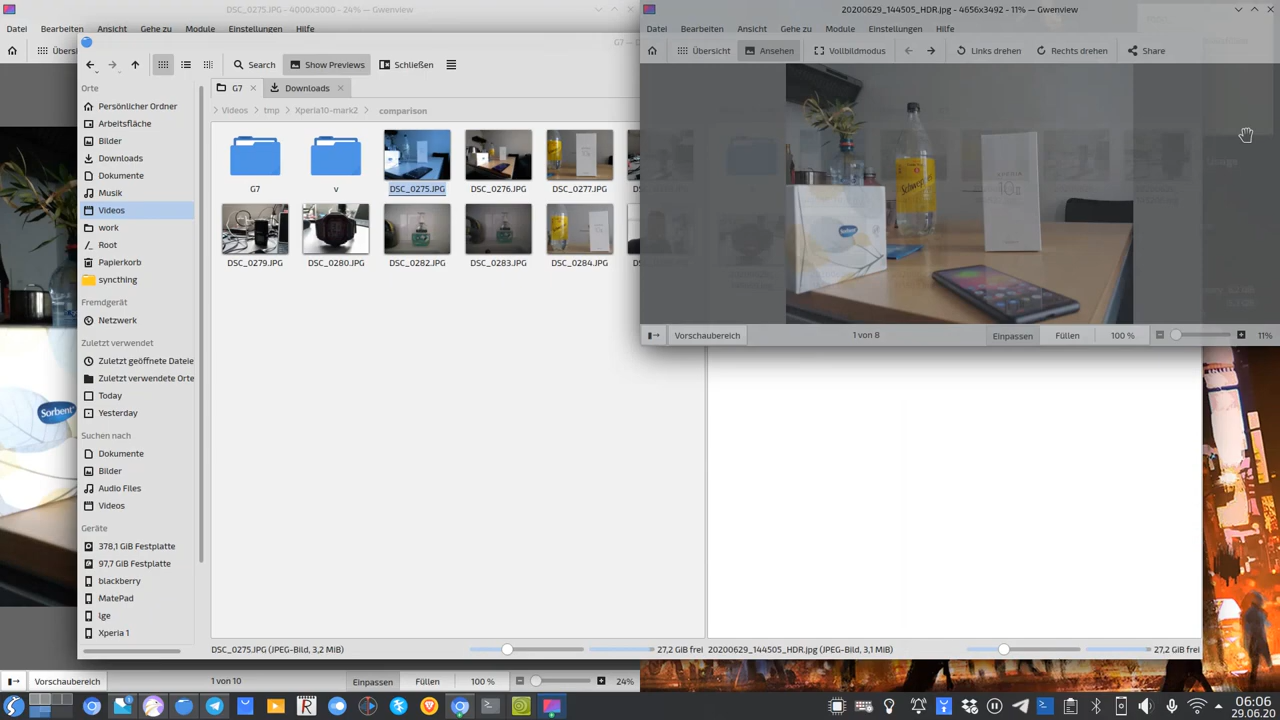 DSC_0275.JPG - 4000x3000 - 24% — Gwenview
Datei Bearbeiten Ansicht Gehe zu Module Einstellungen Hilfe
G7 —
Search Show Previews Schließen
G7 Downloads
Videos tmp Xperia10-mark2 comparison
Orte
Persönlicher Ordner
Arbeitsfläche
Bilder
Downloads
Dokumente
Musik
Videos
work
Root
Papierkorb
syncthing
Fremdgerät
Netzwerk
Zuletzt verwendet
Zuletzt geöffnete Dateie
Zuletzt verwendete Orte
Today
Yesterday
Suchen nach
Dokumente
Bilder
Audio Files
Videos
Geräte
378,1 GiB Festplatte
97,7 GiB Festplatte
blackberry
MatePad
lge
Xperia 1
G7 v DSC_0275.JPG DSC_0276.JPG DSC_0277.JPG
DSC_0279.JPG DSC_0280.JPG DSC_0282.JPG DSC_0283.JPG DSC_0284.JPG
DSC_0275.JPG (JPEG-Bild, 3,2 MiB) 27,2 GiB frei
20200629_144505_HDR.jpg (JPEG-Bild, 3,1 MiB) 27,2 GiB frei
20200629_144505_HDR.jpg - 4656x3492 - 11% — Gwenview
Datei Bearbeiten Ansicht Gehe zu Module Einstellungen Hilfe
Übersicht Ansehen Vollbildmodus Links drehen Rechts drehen Share
Schweppes
Sorbent
Vorschaubereich 1 von 8 Einpassen Füllen 100 % 11%
Sorbent
Vorschaubereich 1 von 10 Einpassen Füllen 100 % 24%
06:06
29.06.20